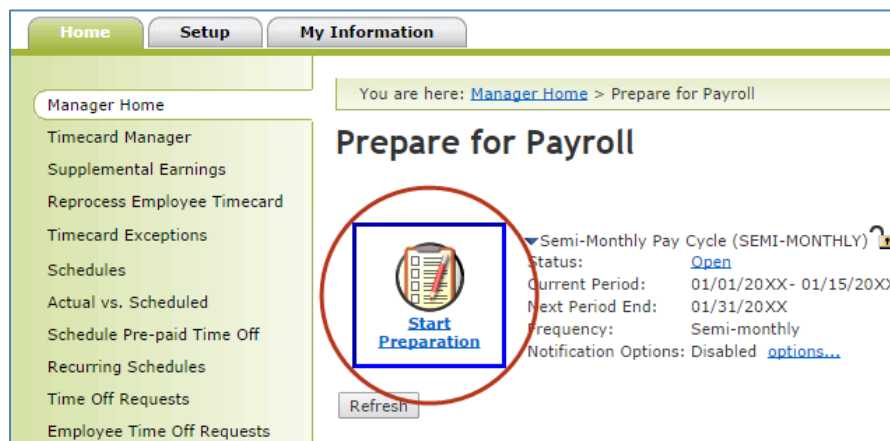 Home Setup My Information
Manager Home
Timecard Manager
Supplemental Earnings
Reprocess Employee Timecard
Timecard Exceptions
Schedules
Actual vs. Scheduled
Schedule Pre-paid Time Off
Recurring Schedules
Time Off Requests
Employee Time Off Requests
You are here: Manager Home > Prepare for Payroll
Prepare for Payroll
Start
Preparation
Semi-Monthly Pay Cycle (SEMI-MONTHLY)
Status: Open
Current Period: 01/01/20XX- 01/15/20XX
Next Period End: 01/31/20XX
Frequency: Semi-monthly
Notification Options: Disabled options...
Refresh